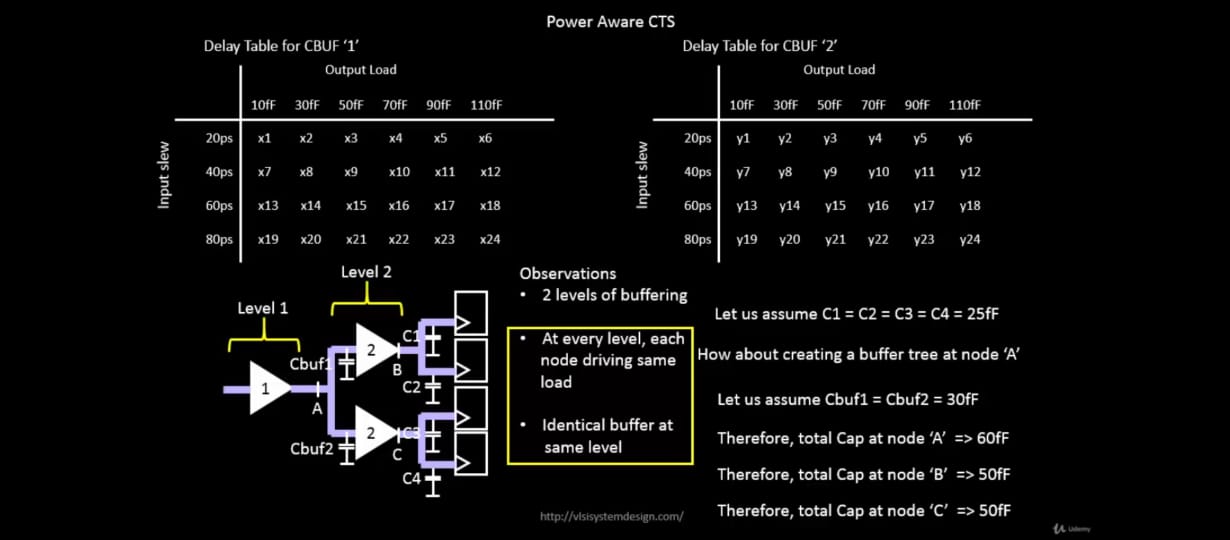 Power Aware CTS
Delay Table for CBUF ‘1’
Output Load
10fF 30fF 50fF 70fF 90fF 110fF
Input slew
20ps x1 x2 x3 x4 x5 x6
40ps x7 x8 x9 x10 x11 x12
60ps x13 x14 x15 x16 x17 x18
80ps x19 x20 x21 x22 x23 x24
Delay Table for CBUF ‘2’
Output Load
10fF 30fF 50fF 70fF 90fF 110fF
Input slew
20ps y1 y2 y3 y4 y5 y6
40ps y7 y8 y9 y10 y11 y12
60ps y13 y14 y15 y16 y17 y18
80ps y19 y20 y21 y22 y23 y24
Level 2
Level 1
C1
Cbuf1
2
B
1
C2
A
2
C3
Cbuf2
C
C4
Observations
• 2 levels of buffering
• At every level, each
node driving same
load
• Identical buffer at
same level
Let us assume C1 = C2 = C3 = C4 = 25fF
How about creating a buffer tree at node ‘A’
Let us assume Cbuf1 = Cbuf2 = 30fF
Therefore, total Cap at node ‘A’ => 60fF
Therefore, total Cap at node ‘B’ => 50fF
Therefore, total Cap at node ‘C’ => 50fF
http://vlsisystemdesign.com/
Udemy